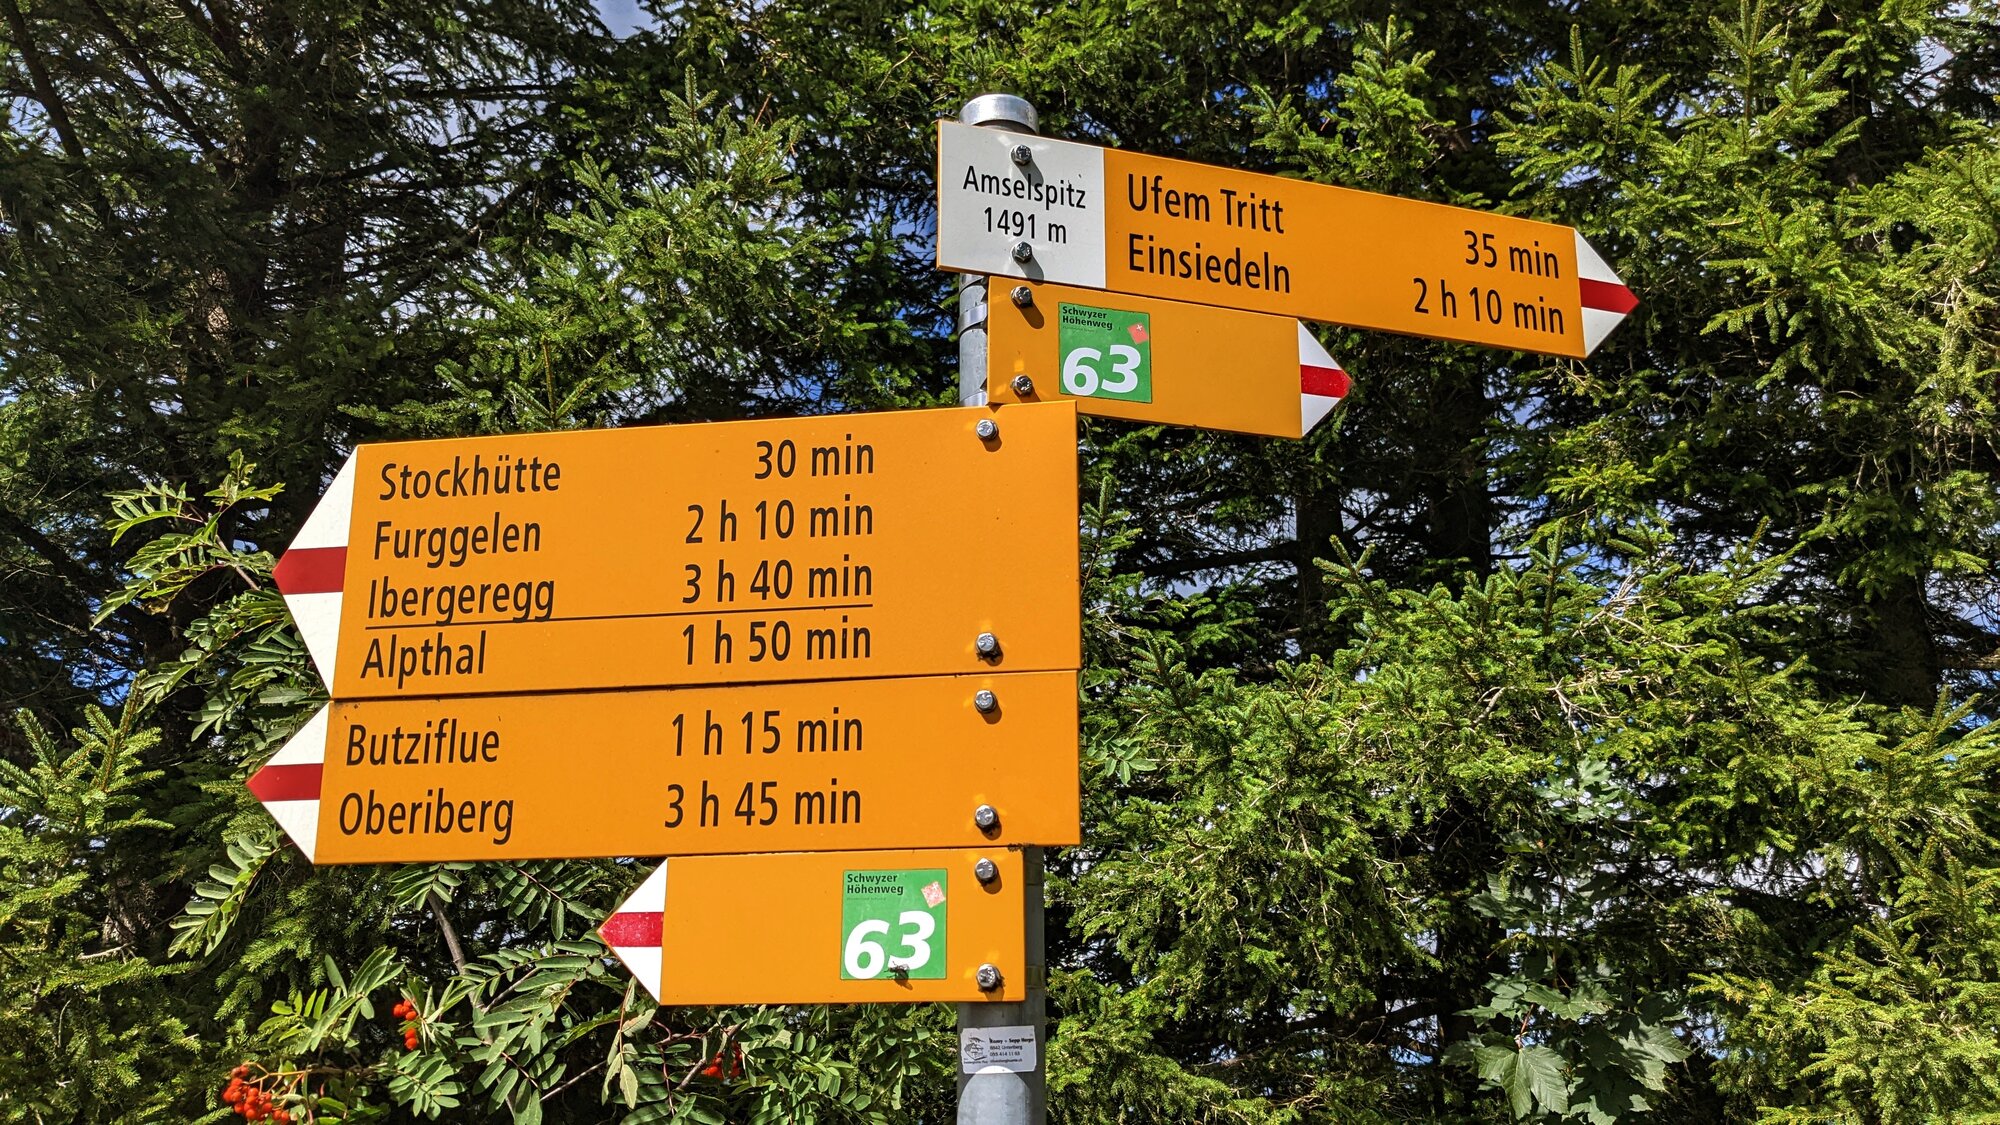 Amselspitz
1491 m
Ufem Tritt 35 min
Einsiedeln 2 h 10 min
Schwyzer
Höhenweg
63
Stockhütte 30 min
Furggelen 2 h 10 min
Ibergeregg 3 h 40 min
Alpthal 1 h 50 min
Butziflue 1 h 15 min
Oberiberg 3 h 45 min
Schwyzer
Höhenweg
63